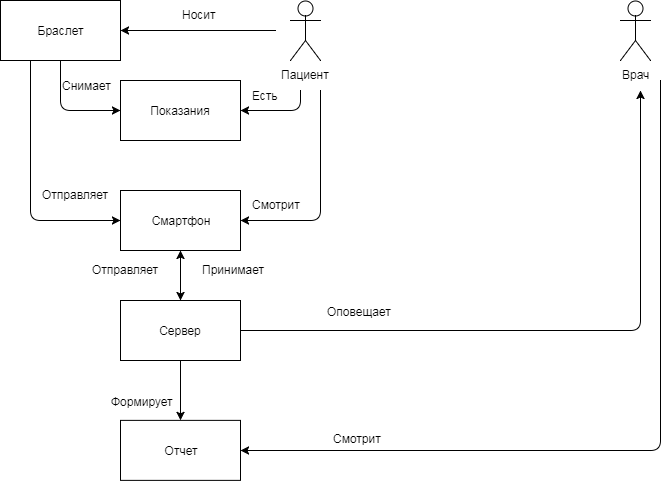 Носит
Браслет
Пациент
Врач
Снимает
Есть
Показания
Отправляет
Смотрит
Смартфон
Отправляет
Принимает
Оповещает
Сервер
Формирует
Смотрит
Отчет